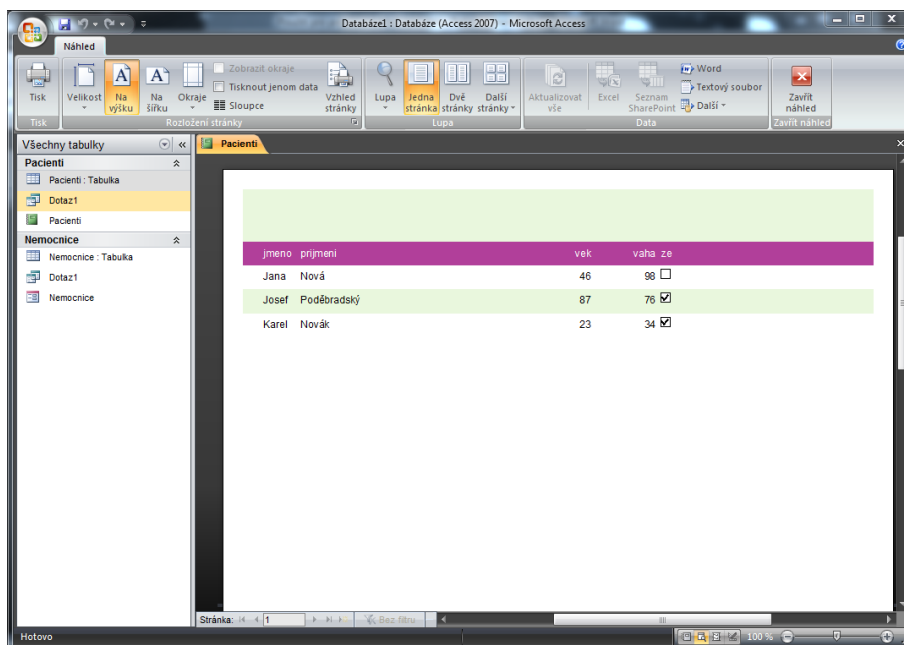 Databáze1 : Databáze (Access 2007) - Microsoft Access
Náhled
Tisk
Velikost
Na výšku
Na šířku
Okraje
Zobrazit okraje
Tisknout jenom data
Sloupce
Vzhled stránky
Lupa
Jedna stránka
Dvě stránky
Další stránky
Aktualizovat vše
Excel
Seznam SharePoint
Word
Textový soubor
Další
Zavřít náhled
Tisk
Rozložení stránky
Lupa
Data
Zavřít náhled
Všechny tabulky
Pacienti
Pacienti : Tabulka
Dotaz1
Pacienti
Nemocnice
Nemocnice : Tabulka
Dotaz1
Nemocnice
Pacienti
jmeno prijmeni vek vaha ze
Jana Nová 46 98
Josef Poděbradský 87 76
Karel Novák 23 34
Stránka: 1 Bez filtru
Hotovo 100 %